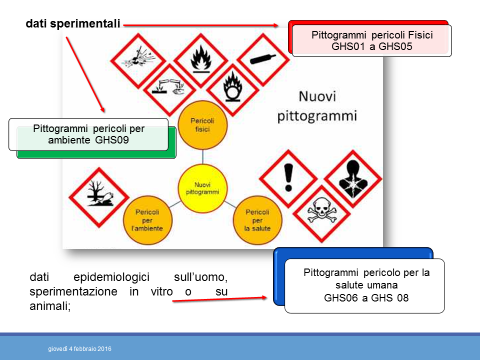 dati sperimentali
Pittogrammi pericoli Fisici
GHS01 a GHS05
Nuovi
pittogrammi
Pericoli
fisici
Pittogrammi pericoli per
ambiente GHS09
Nuovi
pittogrammi
Pericoli
per
l'ambiente
Pericoli
per
la salute
dati epidemiologici sull'uomo,
sperimentazione in vitro o su
animali;
Pittogrammi pericolo per la
salute umana
GHS06 a GHS 08
giovedì 4 febbraio 2016